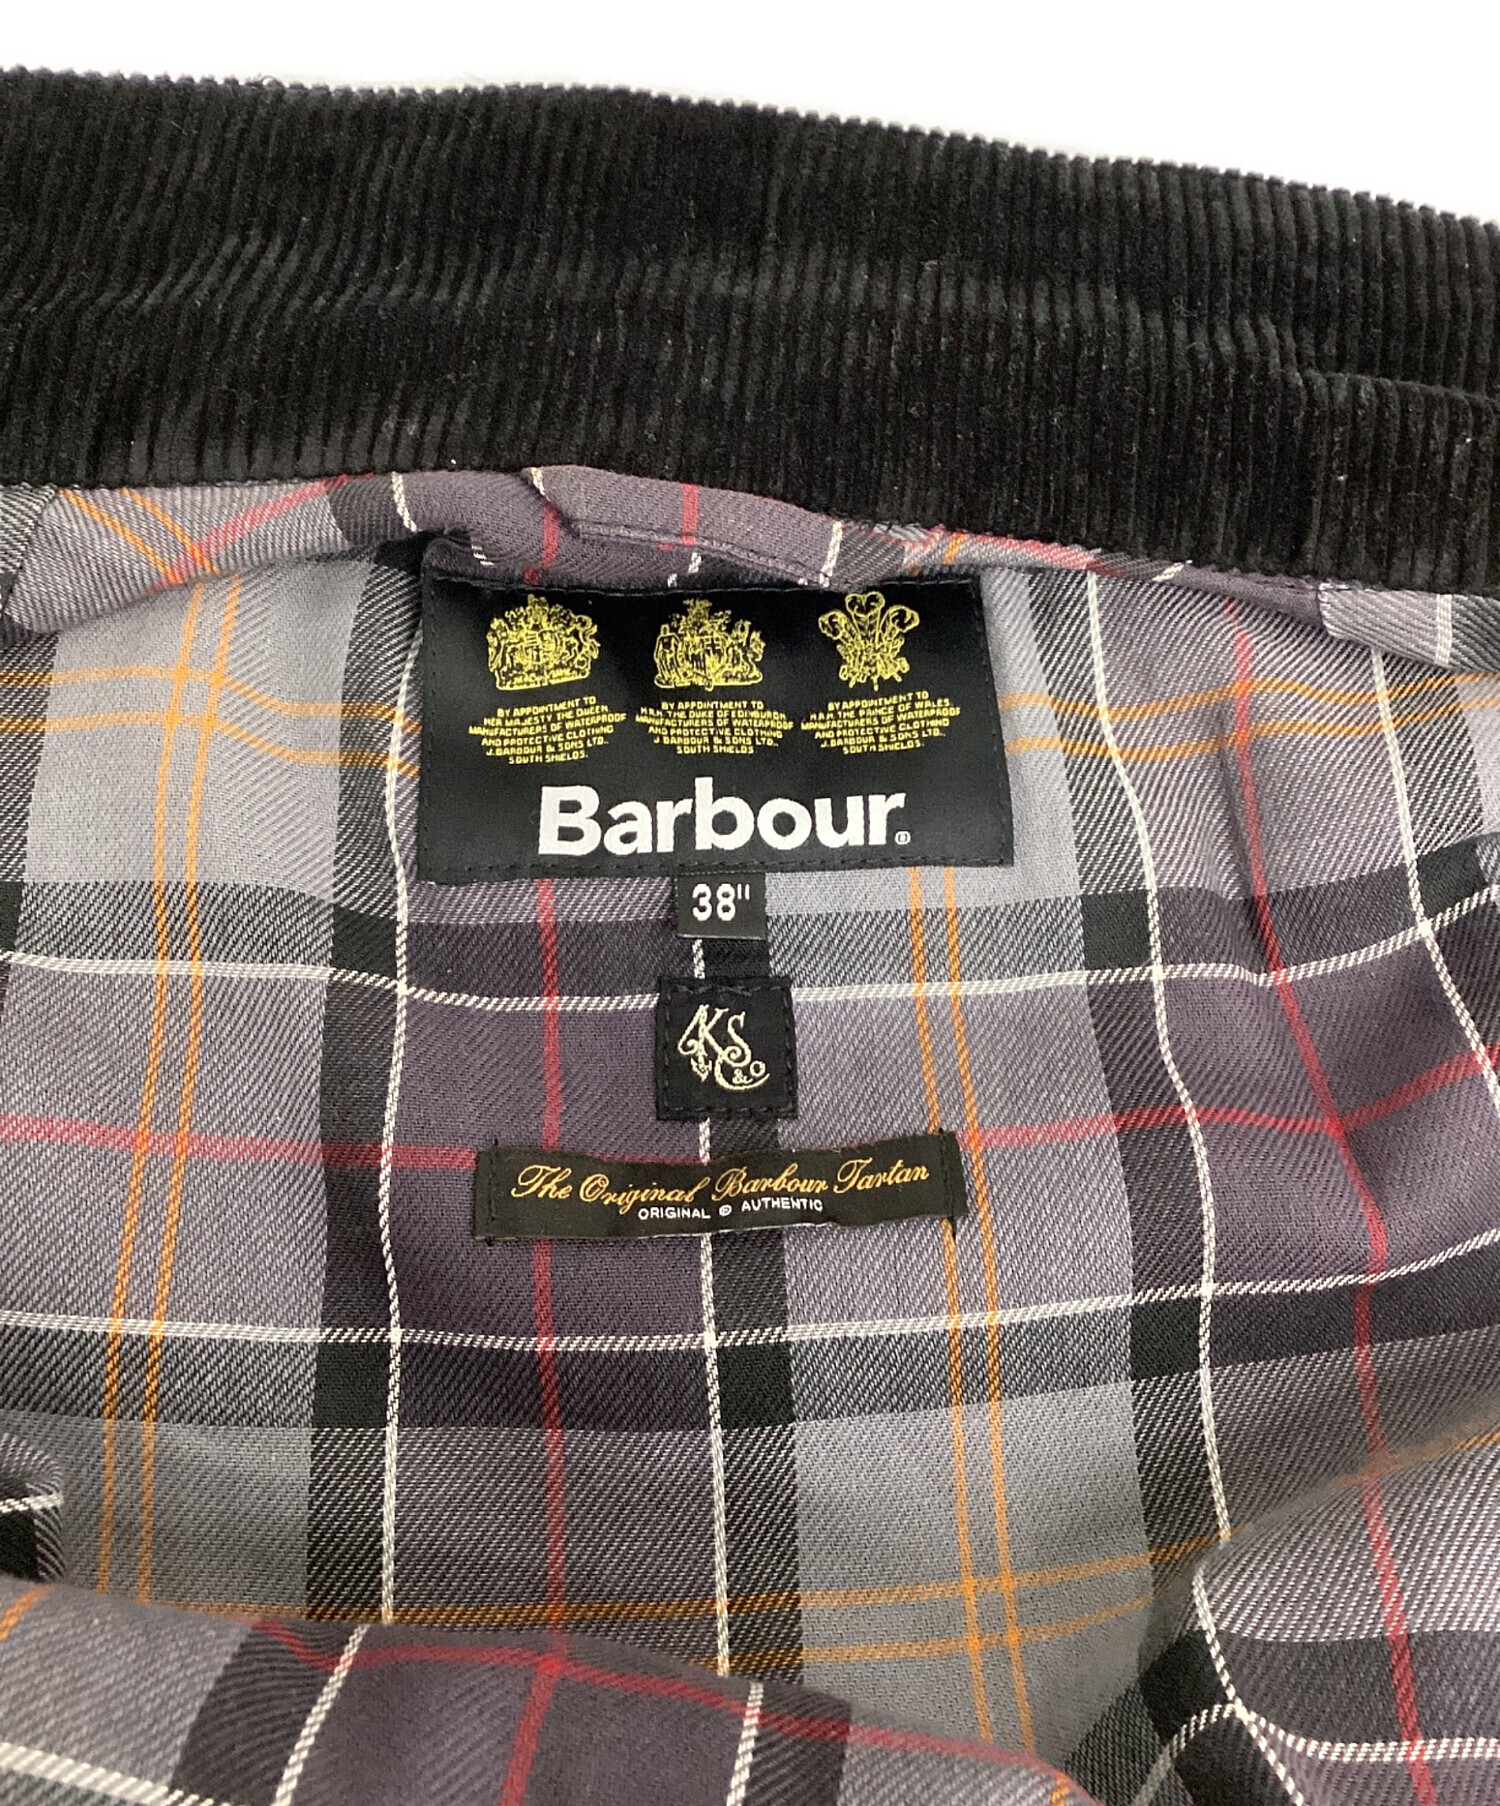 BY APPOINTMENT TO
HER MAJESTY THE QUEEN
MANUFACTURERS OF WATERPROOF
AND PROTECTIVE CLOTHING
J. BARBOUR & SONS LTD.,
SOUTH SHIELDS.
BY APPOINTMENT TO
H.R.H. THE DUKE OF EDINBURGH
MANUFACTURERS OF WATERPROOF
AND PROTECTIVE CLOTHING
J. BARBOUR & SONS LTD.,
SOUTH SHIELDS
BY APPOINTMENT TO
H.R.H. THE PRINCE OF WALES
MANUFACTURERS OF WATERPROOF
AND PROTECTIVE CLOTHING
J. BARBOUR & SONS LTD.,
SOUTH SHIELDS.
Barbour®
38"
KS
&Co
The Original Barbour Tartan
ORIGINAL ® AUTHENTIC